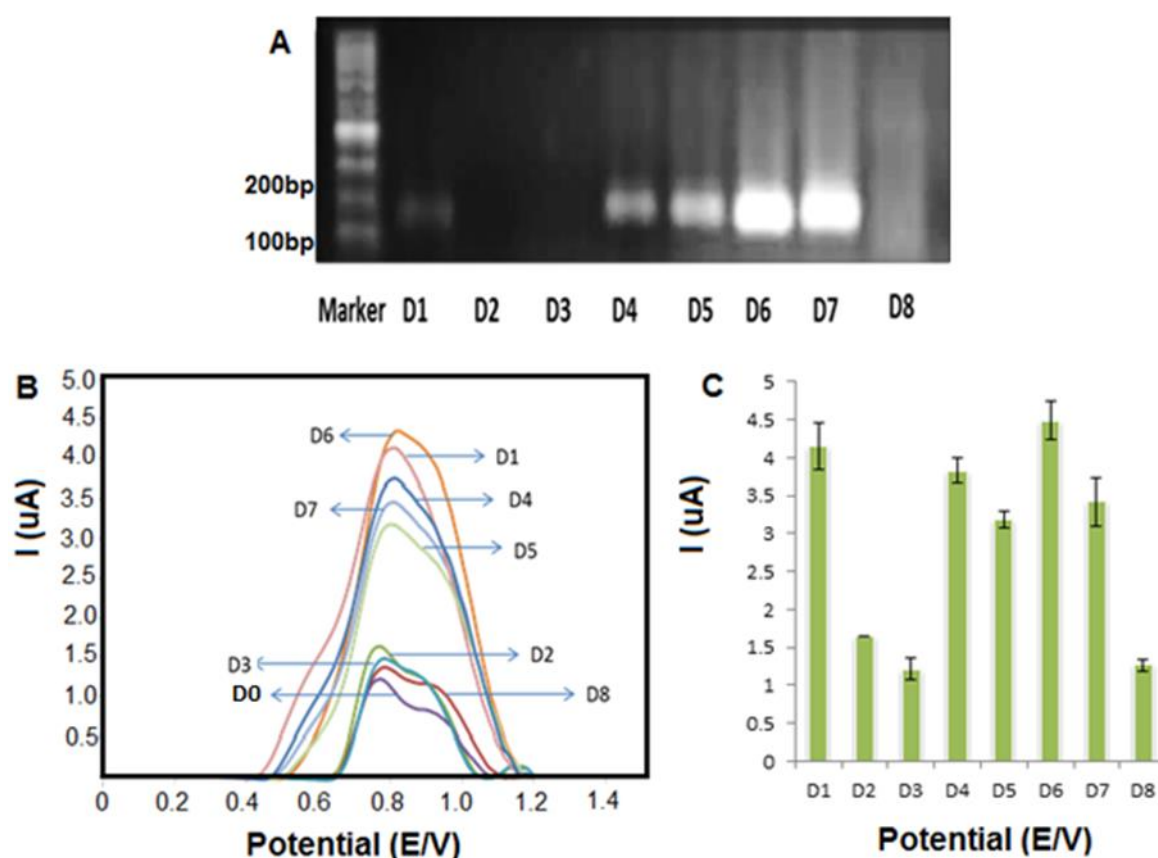 A
200bp
100bp
Marker D1 D2 D3 D4 D5 D6 D7 D8
B
I (uA)
5.0
4.5
4.0
3.5
3.0
2.5
2.0
1.5
1.0
0.5
D6
D1
D4
D7
D5
D2
D3
D0
D8
0 0.2 0.4 0.6 0.8 1.0 1.2 1.4
Potential (E/V)
C
I (uA)
5
4.5
4
3.5
3
2.5
2
1.5
1
0.5
0
D1 D2 D3 D4 D5 D6 D7 D8
Potential (E/V)